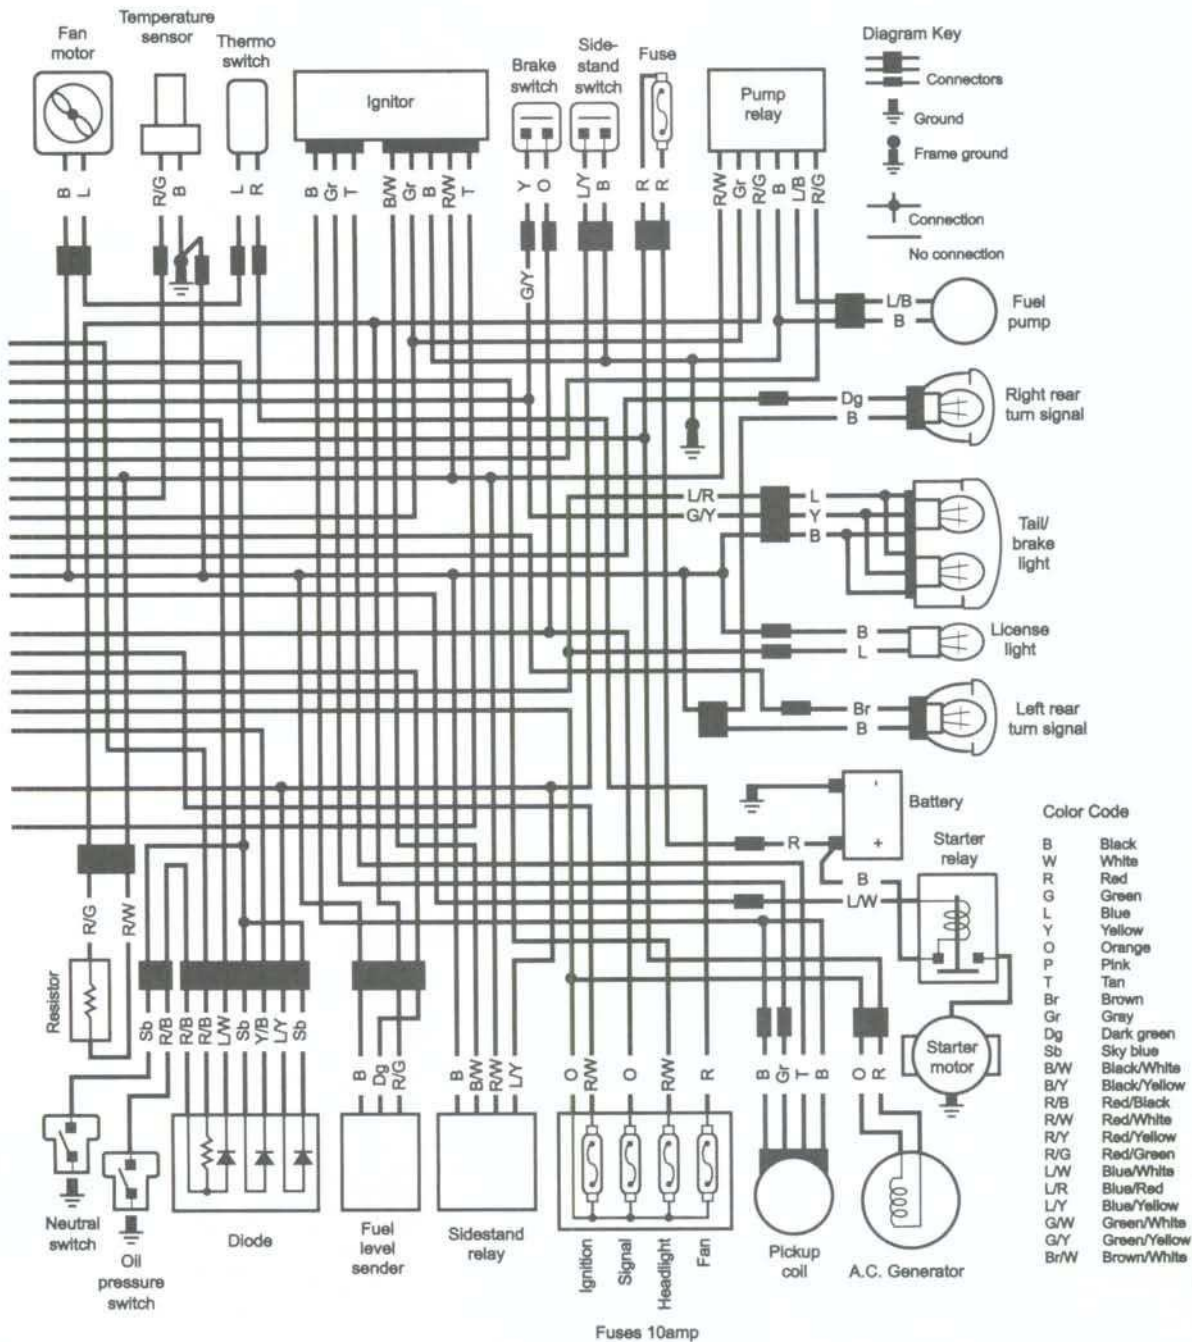 Fan
motor
Temperature
sensor
Thermo
switch
Ignitor
Brake
switch
Side-
stand
switch
Fuse
Pump
relay
Diagram Key
Connectors
Ground
Frame ground
Connection
No connection
B L R/G B L R B Gr T B/W Gr B R/W T Y O L/Y B R R R/W Gr R/G B L/B R/G
G/Y
L/B
B
Fuel
pump
Dg
B
Right rear
turn signal
L/R L
G/Y Y
B
Tail/
brake
light
B
L
License
light
Br
B
Left rear
turn signal
-
+
Battery
R
B
L/W
Starter
relay
Starter
motor
R/G R/W
Resistor
Sb R/B R/B R/B L/W Sb Y/B L/Y Sb
B Dg R/G
B B/W R/W L/Y
O R/W O R/W R
B Gr T B
O R
Neutral
switch
Oil
pressure
switch
Diode
Fuel
level
sender
Sidestand
relay
Ignition
Signal
Headlight
Fan
Fuses 10amp
Pickup
coil
A.C. Generator
Color Code
B Black
W White
R Red
G Green
L Blue
Y Yellow
O Orange
P Pink
T Tan
Br Brown
Gr Gray
Dg Dark green
Sb Sky blue
B/W Black/White
B/Y Black/Yellow
R/B Red/Black
R/W Red/White
R/Y Red/Yellow
R/G Red/Green
L/W Blue/White
L/R Blue/Red
L/Y Blue/Yellow
G/W Green/White
G/Y Green/Yellow
Br/W Brown/White